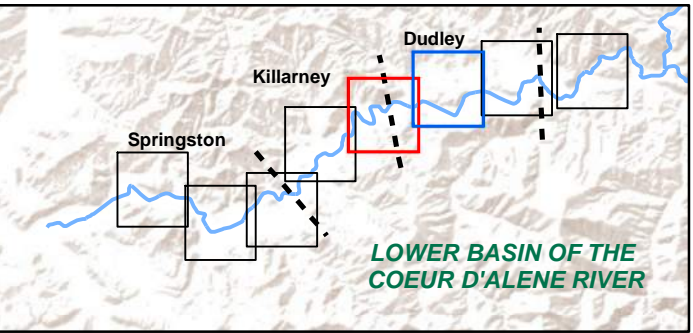 Dudley
Killarney
Springston
LOWER BASIN OF THE
COEUR D'ALENE RIVER